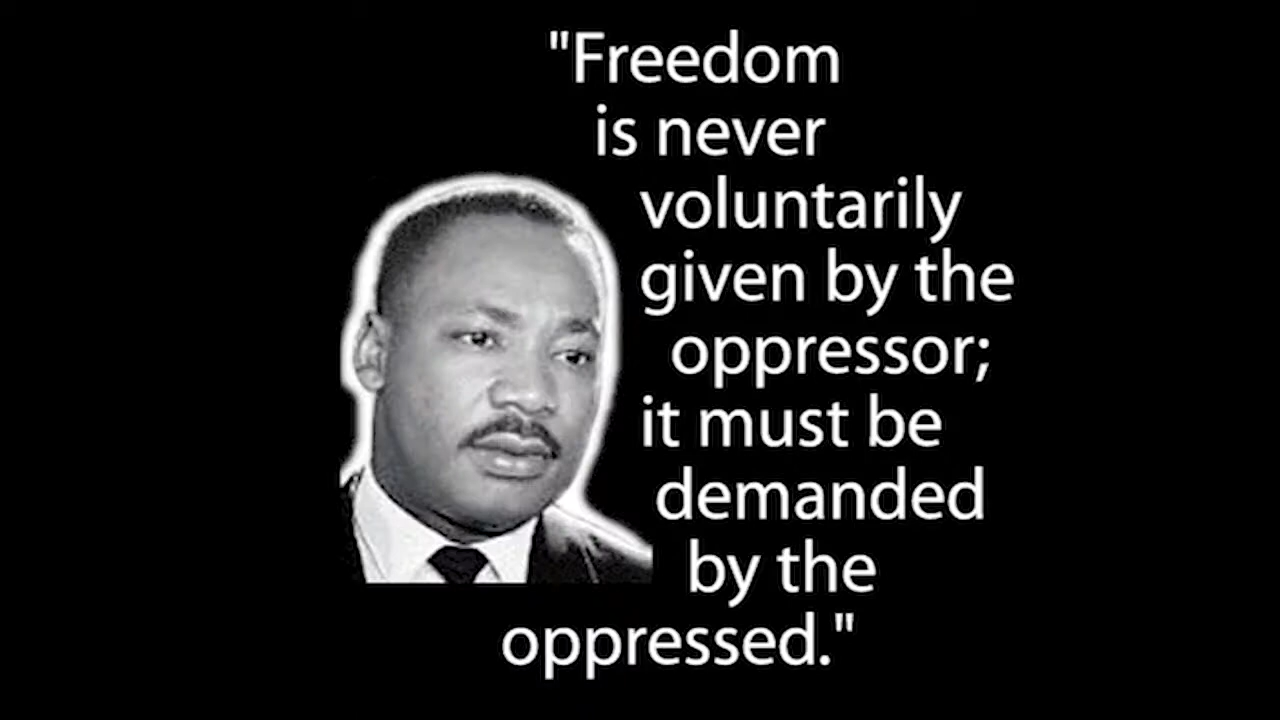 "Freedom
is never
voluntarily
given by the
oppressor;
it must be
demanded
by the
oppressed."